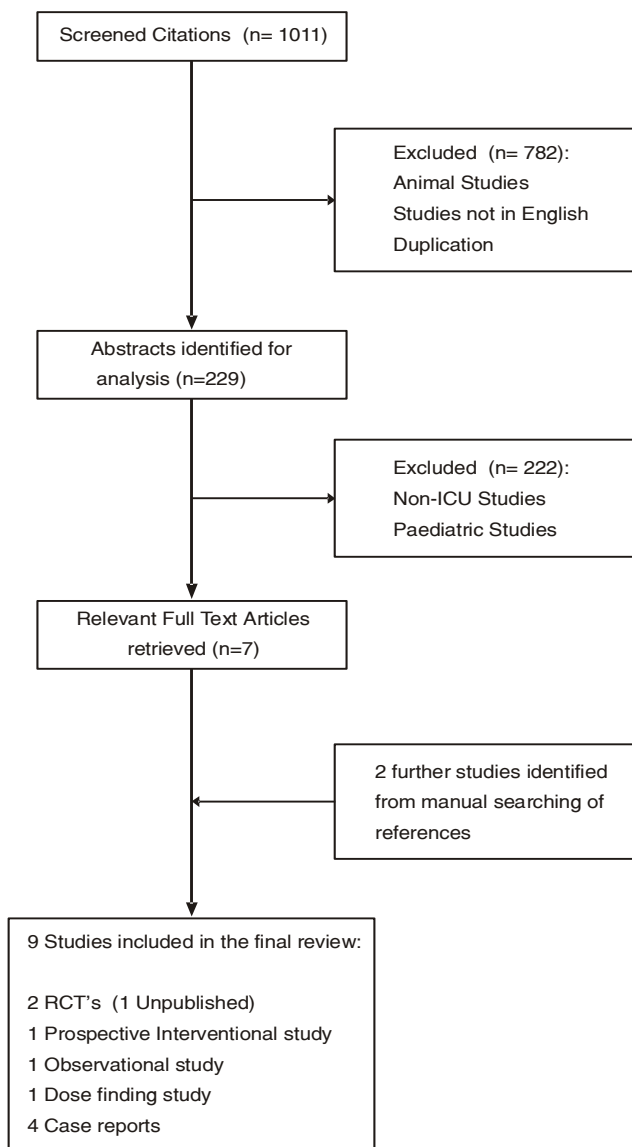 Screened Citations (n= 1011)
Excluded (n= 782):
Animal Studies
Studies not in English
Duplication
Abstracts identified for
analysis (n=229)
Excluded (n= 222):
Non-ICU Studies
Paediatric Studies
Relevant Full Text Articles
retrieved (n=7)
2 further studies identified
from manual searching of
references
9 Studies included in the final review:
2 RCT's (1 Unpublished)
1 Prospective Interventional study
1 Observational study
1 Dose finding study
4 Case reports